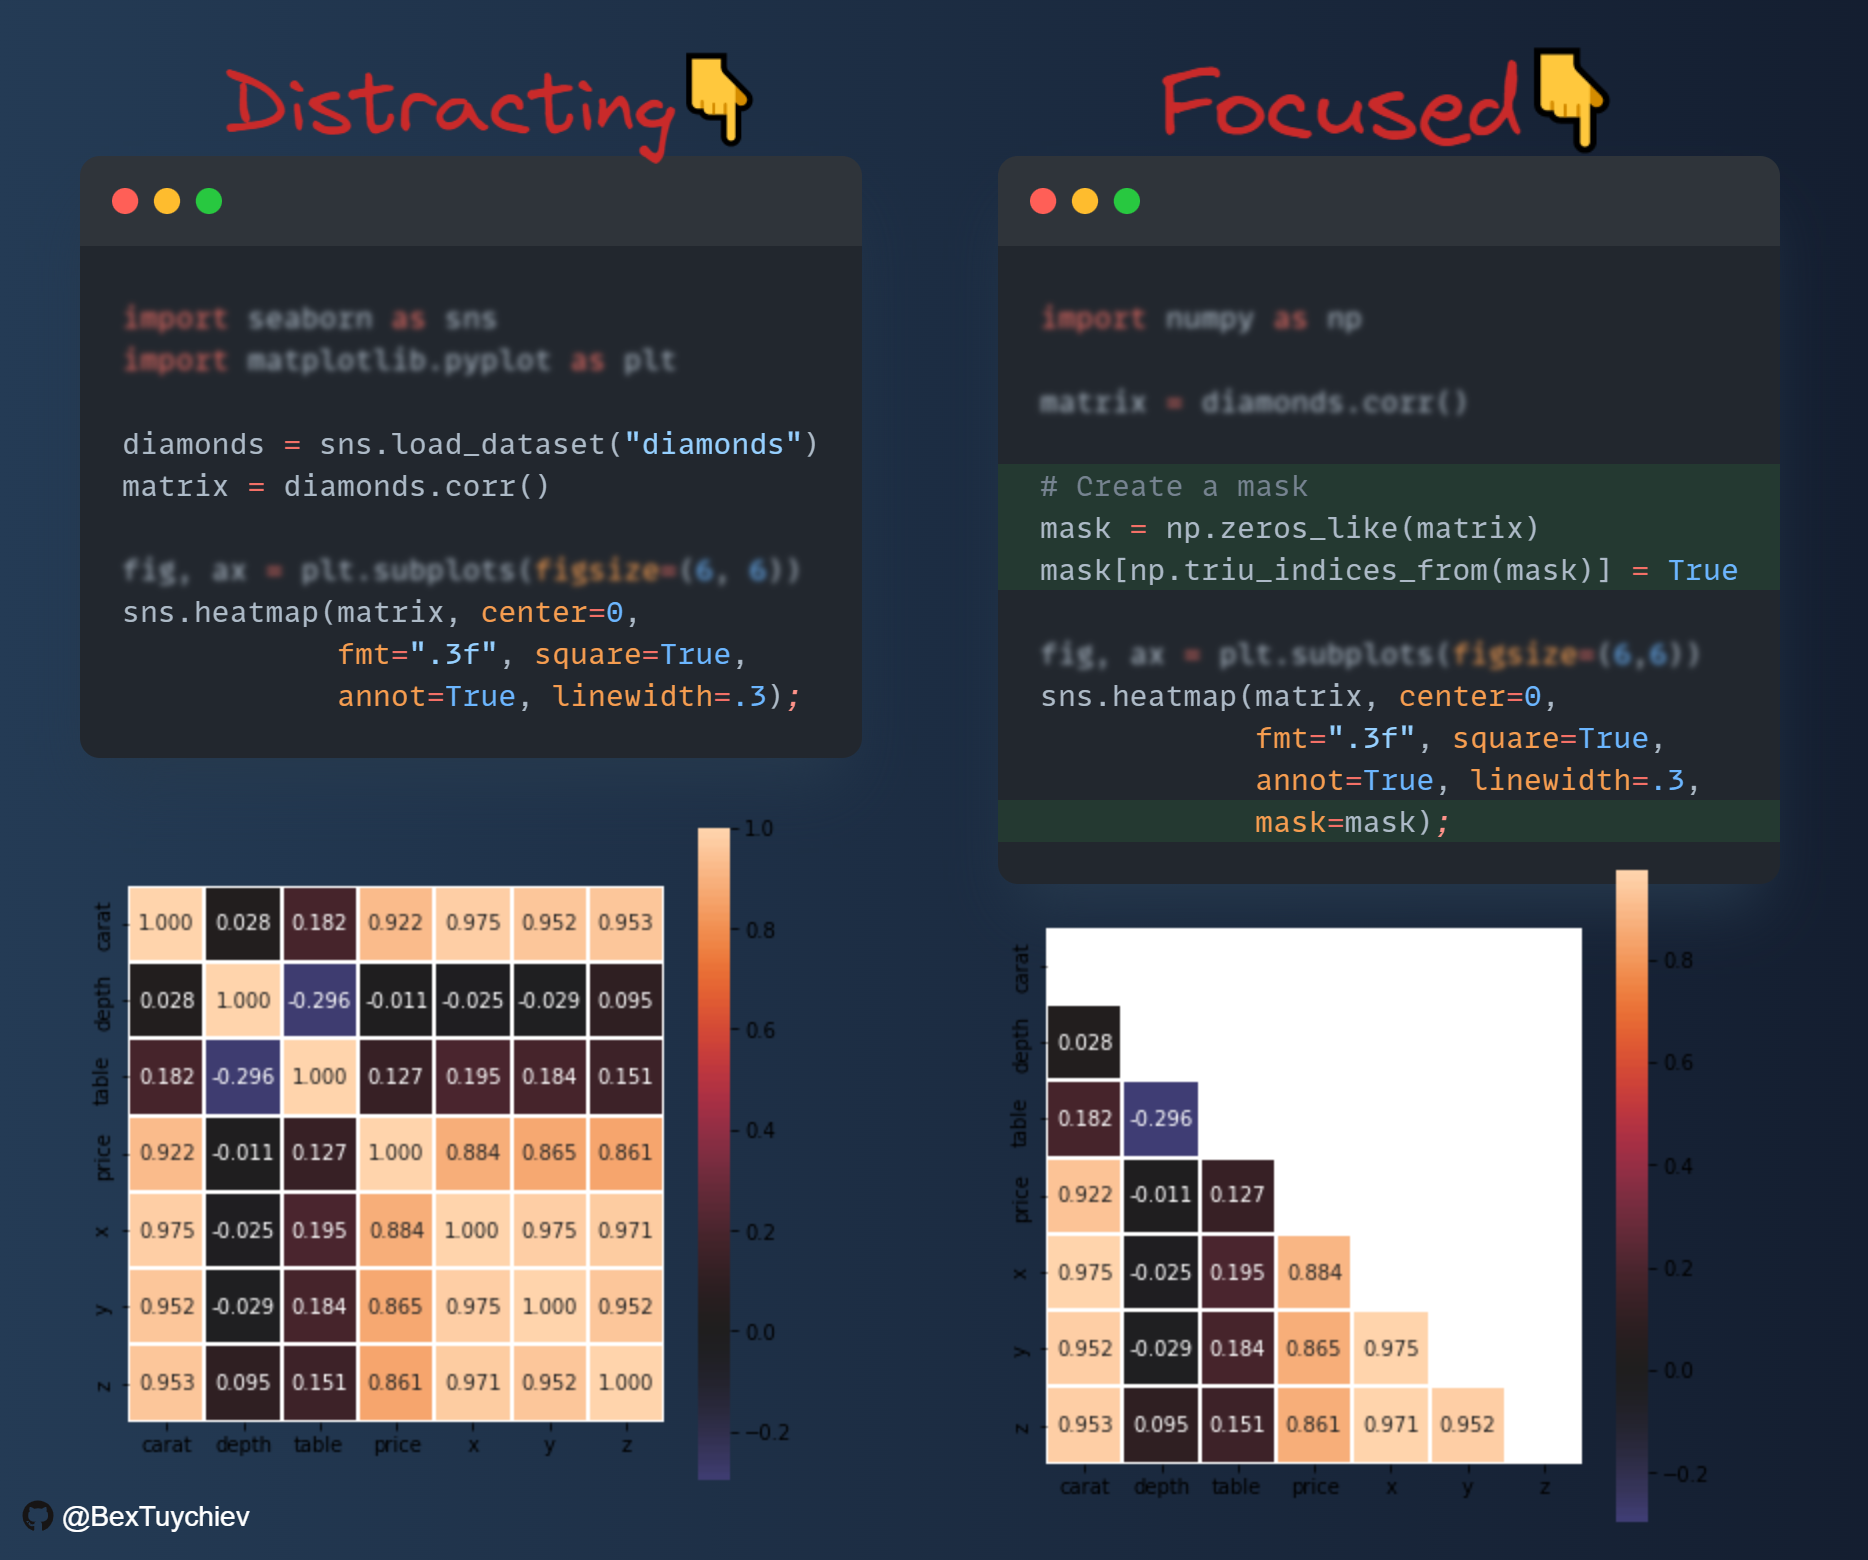 Distracting
Focused
import seaborn as sns
import matplotlib.pyplot as plt
diamonds = sns.load_dataset("diamonds")
matrix = diamonds.corr()
fig, ax = plt.subplots(figsize=(6, 6))
sns.heatmap(matrix, center=0,
fmt=".3f", square=True,
annot=True, linewidth=.3);
import numpy as np
matrix = diamonds.corr()
# Create a mask
mask = np.zeros_like(matrix)
mask[np.triu_indices_from(mask)] = True
fig, ax = plt.subplots(figsize=(6,6))
sns.heatmap(matrix, center=0,
fmt=".3f", square=True,
annot=True, linewidth=.3,
mask=mask);
carat 1.000 0.028 0.182 0.922 0.975 0.952 0.953
depth 0.028 1.000 -0.296 -0.011 -0.025 -0.029 0.095
table 0.182 -0.296 1.000 0.127 0.195 0.184 0.151
price 0.922 -0.011 0.127 1.000 0.884 0.865 0.861
x 0.975 -0.025 0.195 0.884 1.000 0.975 0.971
y 0.952 -0.029 0.184 0.865 0.975 1.000 0.952
z 0.953 0.095 0.151 0.861 0.971 0.952 1.000
carat depth table price x y z
1.0
0.8
0.6
0.4
0.2
0.0
-0.2
carat
depth 0.028
table 0.182 -0.296
price 0.922 -0.011 0.127
x 0.975 -0.025 0.195 0.884
y 0.952 -0.029 0.184 0.865 0.975
z 0.953 0.095 0.151 0.861 0.971 0.952
carat depth table price x y z
0.8
0.6
0.4
0.2
0.0
-0.2
@BexTuychiev